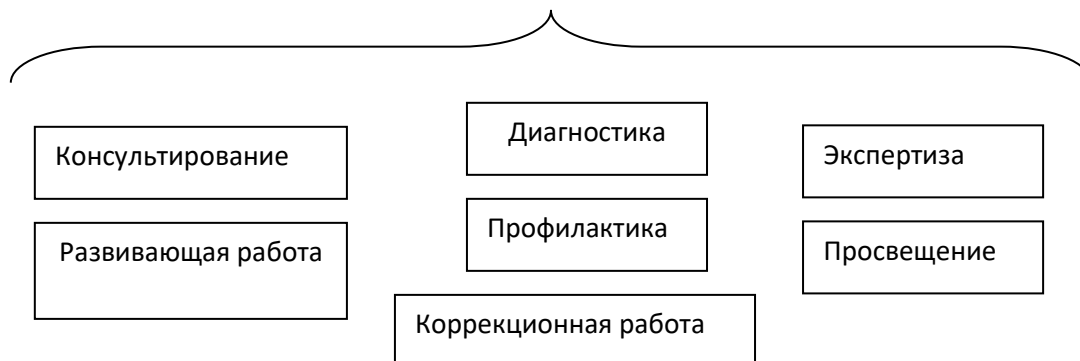 Диагностика
Консультирование
Экспертиза
Профилактика
Развивающая работа
Просвещение
Коррекционная работа